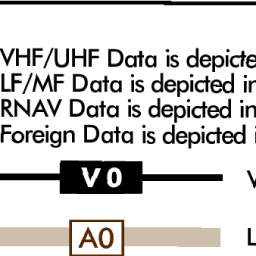 VHF/UHF Data is depicte
LF/MF Data is depicted in
RNAV Data is depicted in
Foreign Data is depicted
V0
A0
L